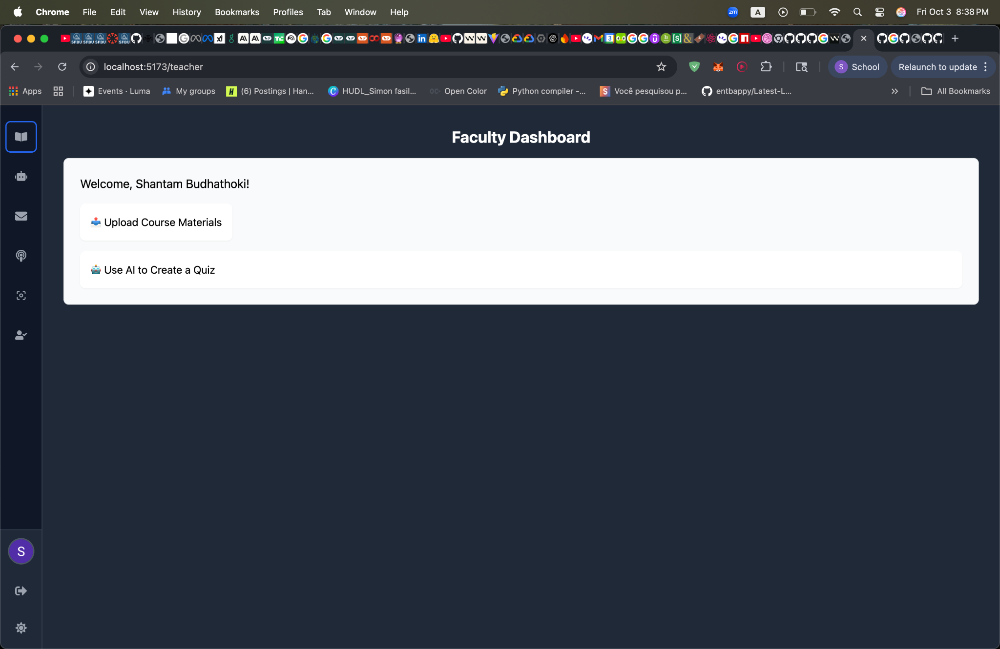 Chrome File Edit View History Bookmarks Profiles Tab Window Help zm A Fri Oct 3 8:38 PM
localhost:5173/teacher S School Relaunch to update
Apps Events · Luma My groups (6) Postings | Han... HUDL_Simon fasil... Open Color Python compiler -... Você pesquisou p... entbappy/Latest-L... » All Bookmarks
Faculty Dashboard
Welcome, Shantam Budhathoki!
Upload Course Materials
Use AI to Create a Quiz
S